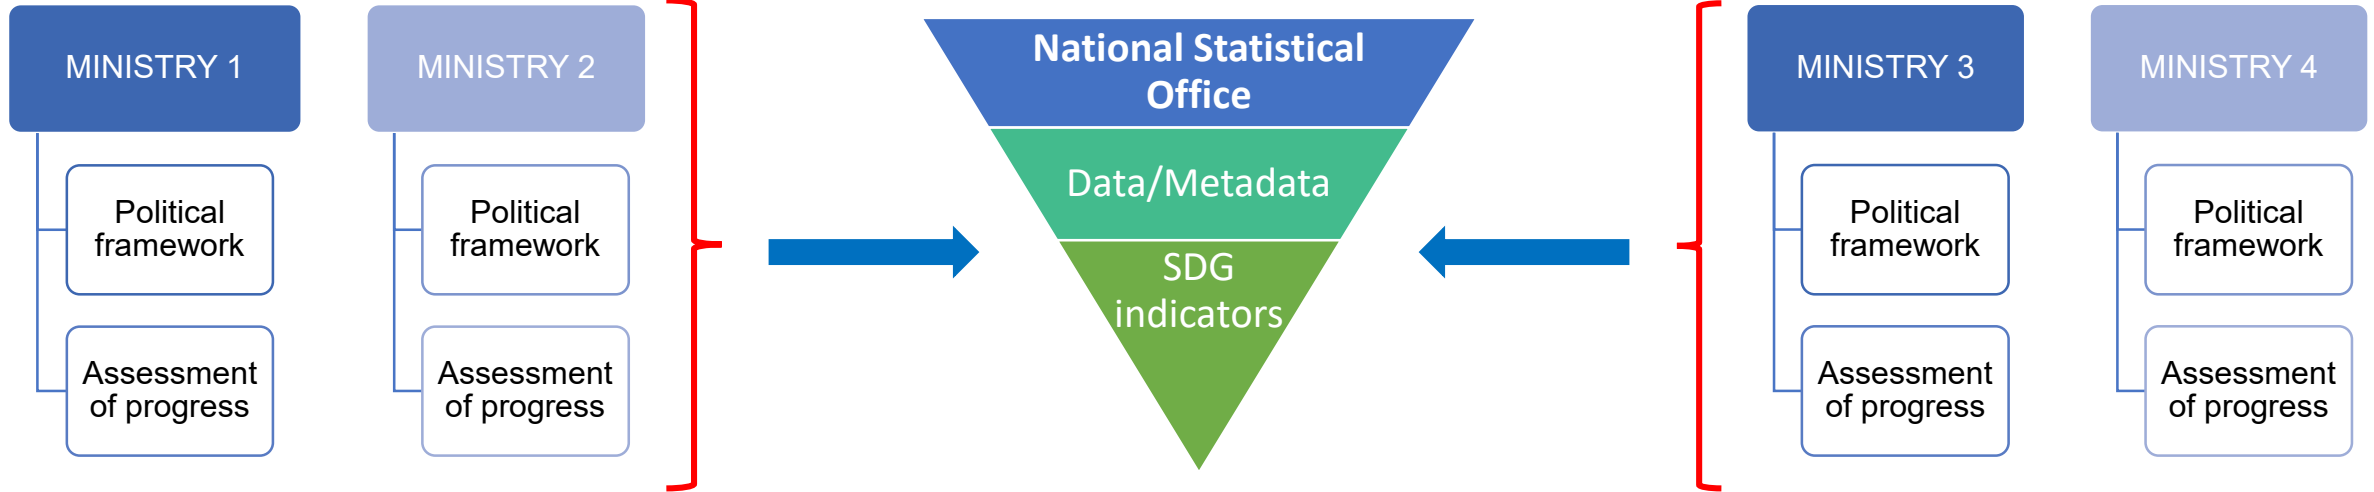 MINISTRY 1
Political
framework
Assessment
of progress
MINISTRY 2
Political
framework
Assessment
of progress
National Statistical
Office
Data/Metadata
SDG
indicators
MINISTRY 3
Political
framework
Assessment
of progress
MINISTRY 4
Political
framework
Assessment
of progress